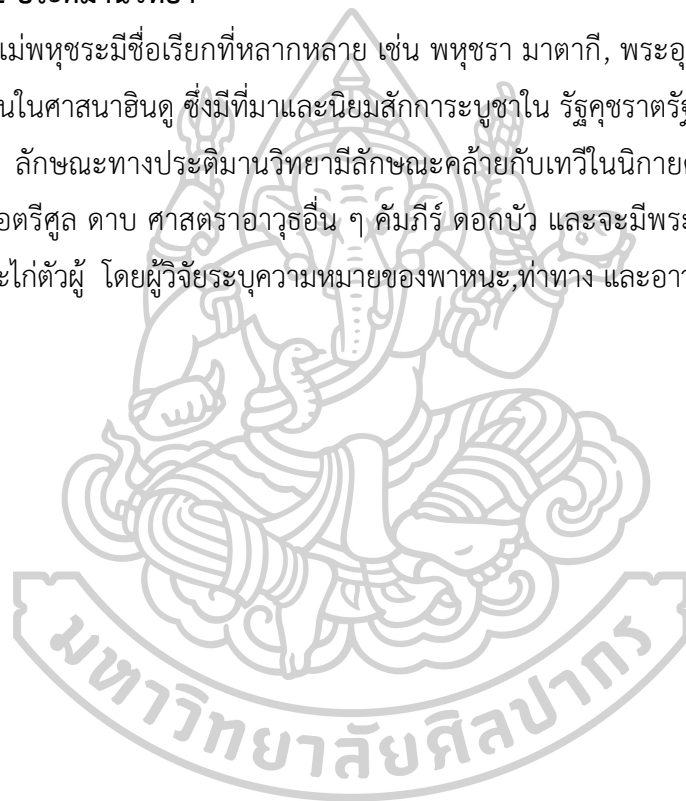 แม่พหุชระมีชื่อเรียกที่หลากหลาย เช่น พหุชรา มาตากี, พระอุ
นในศาสนาฮินดู ซึ่งมีที่มาและนิยมสักการะบูชาใน รัฐคุชราตรัฐ
ลักษณะทางประติมานวิทยามีลักษณะคล้ายกับเทวีในนิกาย
อตรีศูล ดาบ ศาสตราอาวุธอื่น ๆ คัมภีร์ ดอกบัว และจะมีพระ
ะไก่ตัวผู้ โดยผู้วิจัยระบุความหมายของพาหนะ,ท่าทาง และอา
มหาวิทยาลัยศิลปากร